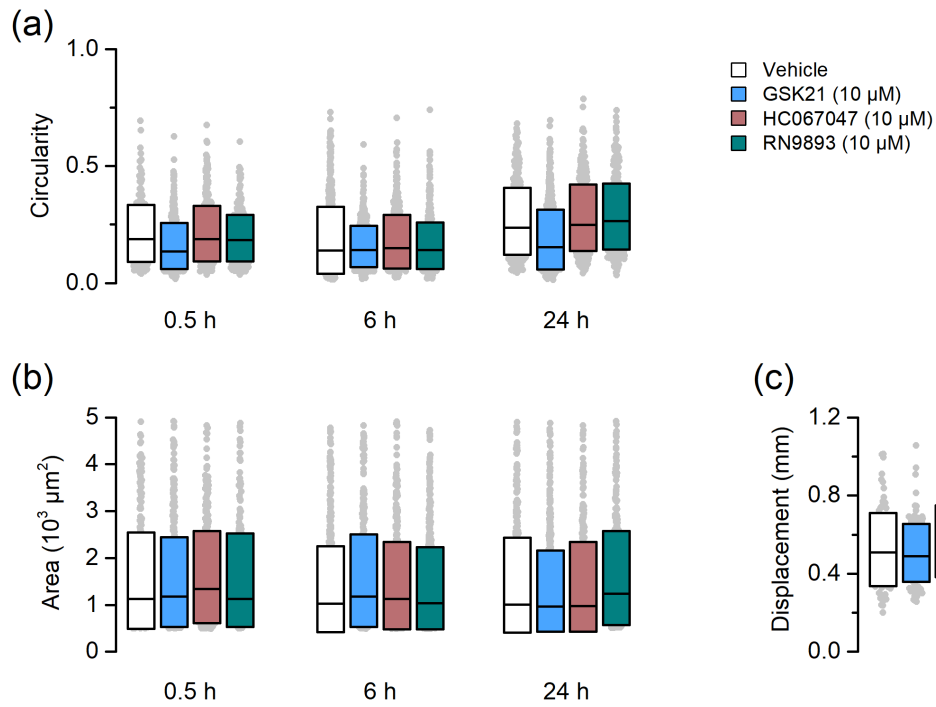 (a)
Circularity
1.0
0.5
0.0
0.5 h
6 h
24 h
Vehicle
GSK21 (10 µM)
HC067047 (10 µM)
RN9893 (10 µM)
(b)
Area (10³ µm²)
5
4
3
2
1
0
0.5 h
6 h
24 h
(c)
Displacement (mm)
1.2
0.8
0.4
0.0